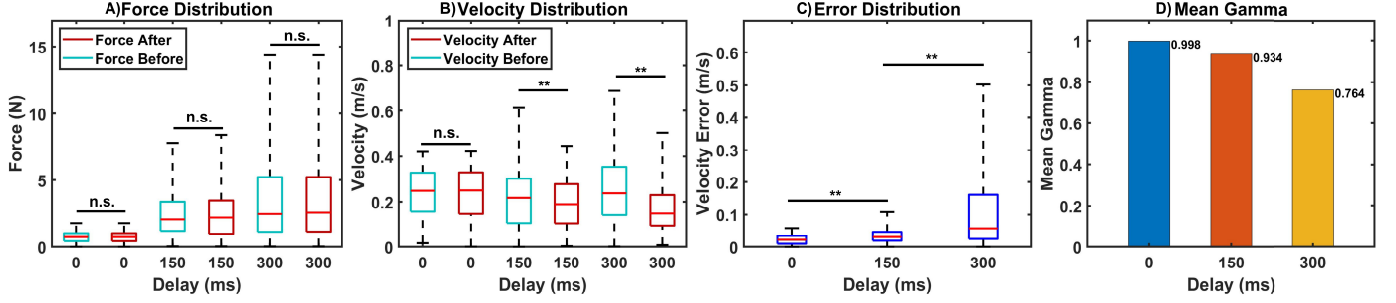 A)Force Distribution
Force After
Force Before
n.s.
n.s.
n.s.
15
10
5
0
Force (N)
0
0
150
150
300
300
Delay (ms)
B)Velocity Distribution
Velocity After
Velocity Before
n.s.
**
**
1
0.8
0.6
0.4
0.2
0
Velocity (m/s)
0
0
150
150
300
300
Delay (ms)
C)Error Distribution
**
**
0.6
0.5
0.4
0.3
0.2
0.1
0
Velocity Error (m/s)
0
150
300
Delay (ms)
D)Mean Gamma
0.998
0.934
0.764
1
0.8
0.6
0.4
0.2
0
Mean Gamma
0
150
300
Delay (ms)